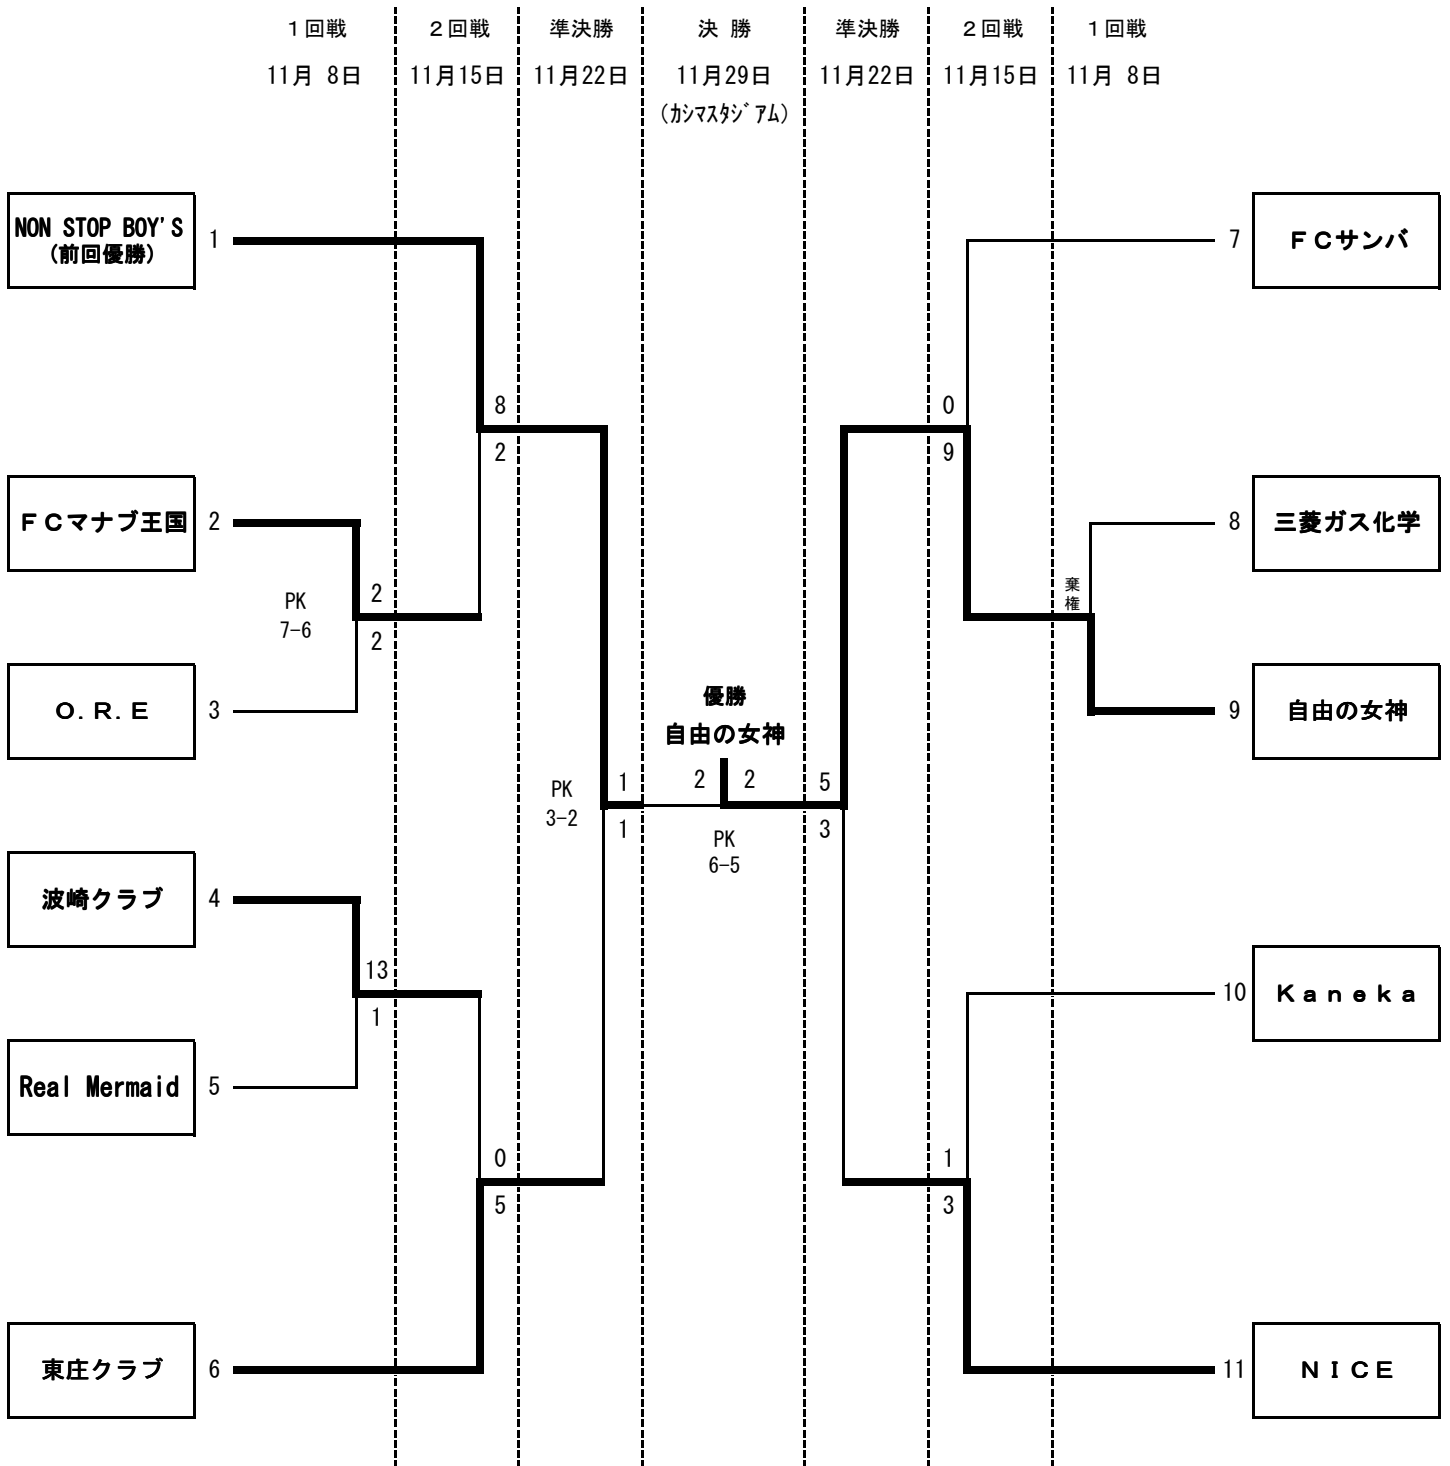 １回戦 ２回戦 準決勝 決 勝 準決勝 ２回戦 １回戦
11月 8日 11月15日 11月22日 11月29日 11月22日 11月15日 11月 8日
(ｶｼﾏｽﾀｼﾞｱﾑ)
NON STOP BOY'S
(前回優勝)
1
7
ＦＣサンバ
8
2
0
9
ＦＣマナブ王国
2
8
三菱ガス化学
PK
7-6
2
2
棄
権
Ｏ.Ｒ.Ｅ
3
9
自由の女神
優勝
自由の女神
PK
3-2
1
1
2 2
PK
6-5
5
3
波崎クラブ
4
13
1
10
Ｋａｎｅｋａ
Real Mermaid
5
0
5
1
3
東庄クラブ
6
11
ＮＩＣＥ